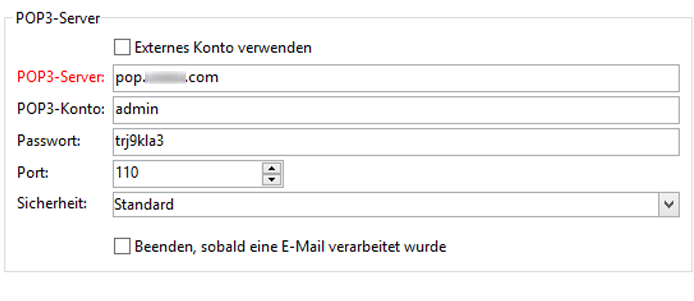 POP3-Server
Externes Konto verwenden
POP3-Server: pop. .com
POP3-Konto: admin
Passwort: trj9kla3
Port: 110
Sicherheit: Standard
Beenden, sobald eine E-Mail verarbeitet wurde